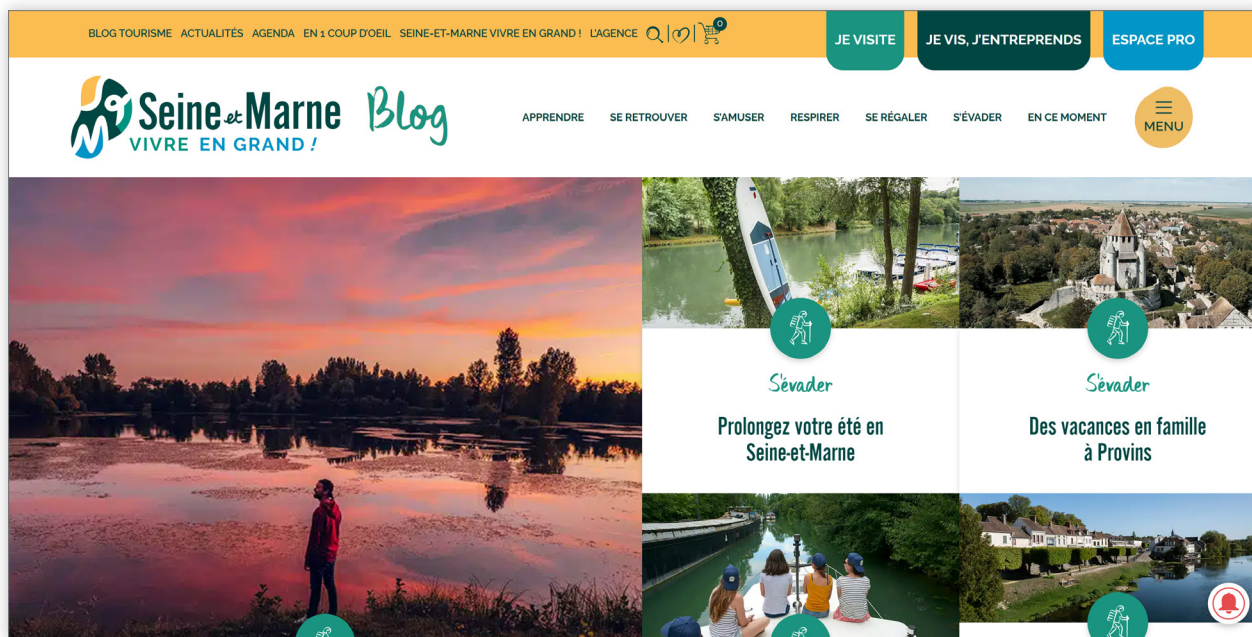 BLOG TOURISME ACTUALITÉS AGENDA EN 1 COUP D'OEIL SEINE-ET-MARNE VIVRE EN GRAND ! L'AGENCE 0
JE VISITE JE VIS, J'ENTREPRENDS ESPACE PRO
Seine et Marne Blog
VIVRE EN GRAND !
APPRENDRE SE RETROUVER S'AMUSER RESPIRER SE RÉGALER S'ÉVADER EN CE MOMENT
MENU
S'évader
Prolongez votre été en
Seine-et-Marne
S'évader
Des vacances en famille
à Provins